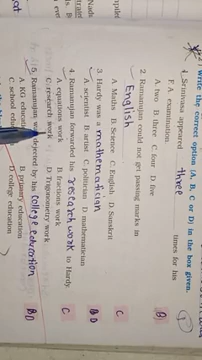 Write the correct option (A, B, C or D) in the box given.
1. Srinivass appeared three times for his
F.A. examination
A. two B. three C. four D. five
B
2. Ramanujan could not get passing marks in
English
A. Maths B. Science C. English D. Sanskrit
C
3. Hardy was a mathematician
A. scientist B. artist C. politician D. mathematician
D
4. Ramanujan forwarded his research work to Hardy
A. equations work B. fractions work
C. research work D. Trigonometry work
C
5. Ramanujan was dejected by his college education
A. KG education B. primary education
C. school education D. college education
D